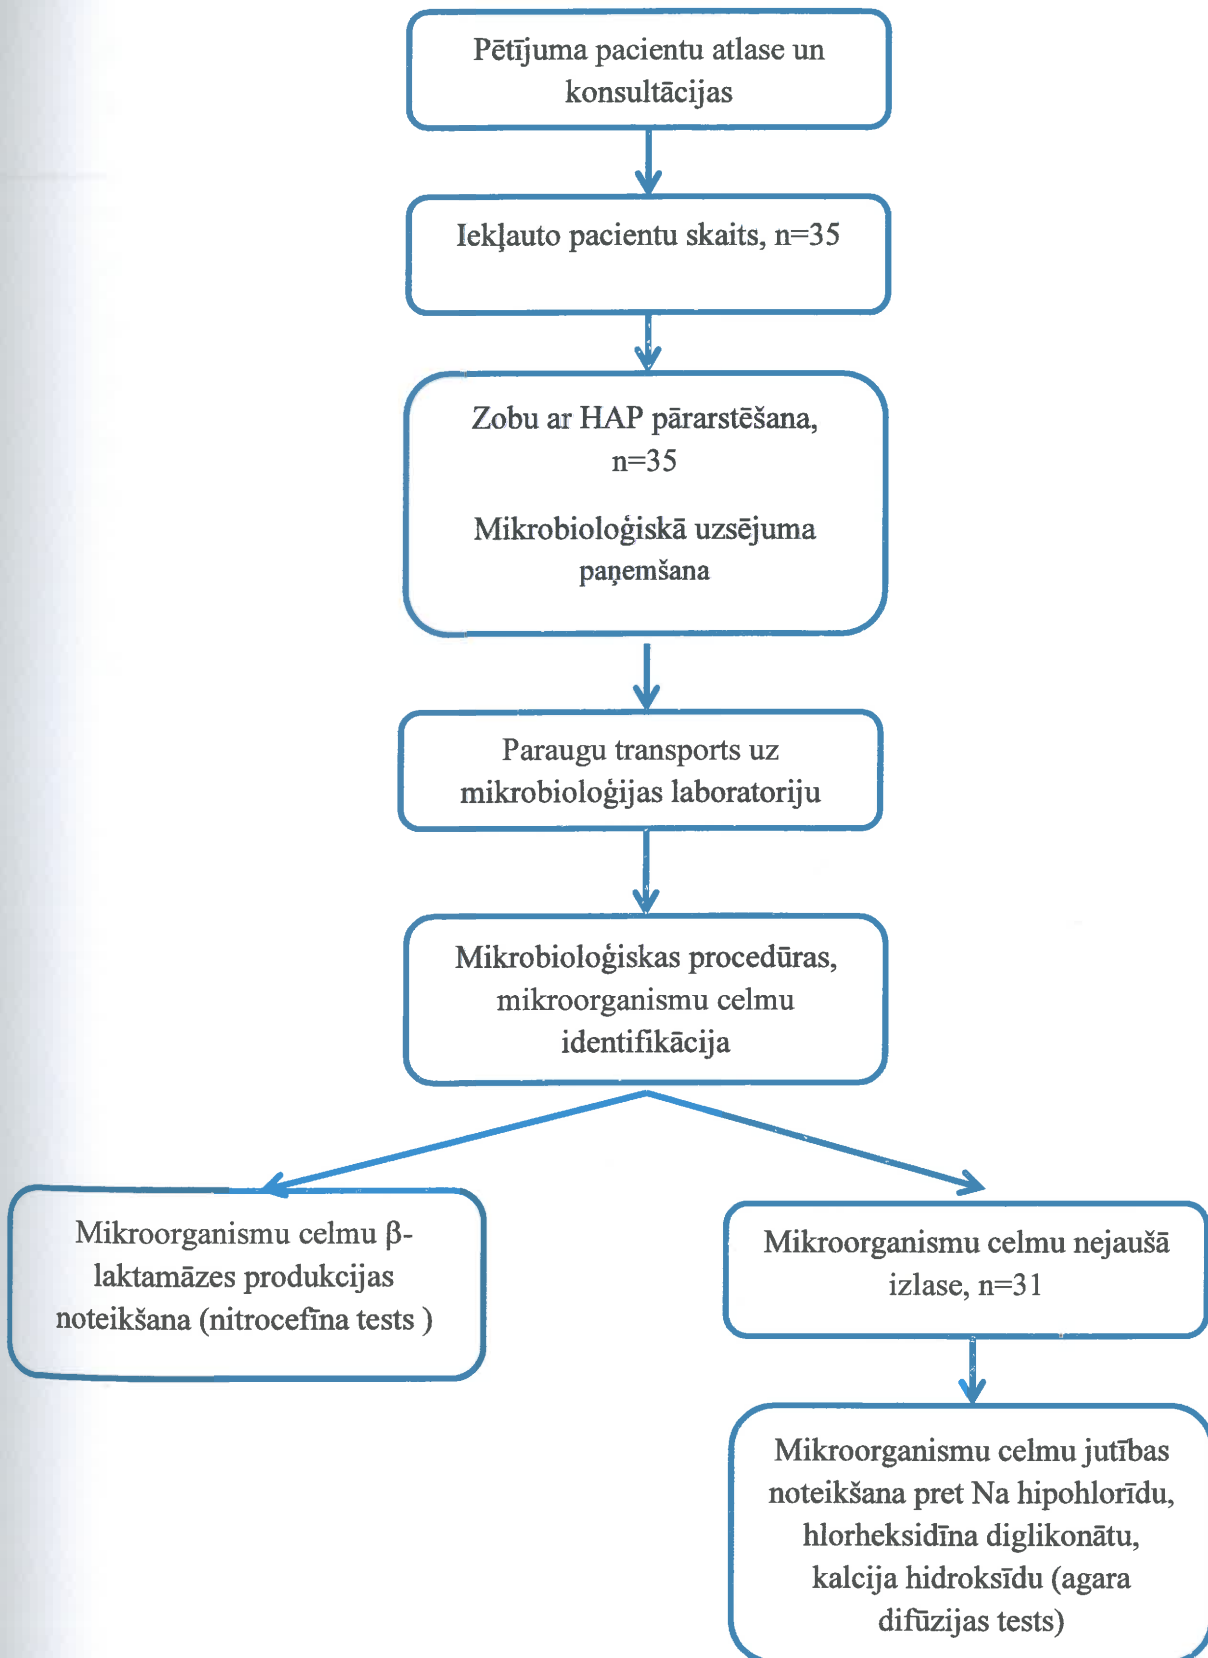 Pētījuma pacientu atlase un
konsultācijas
Iekļauto pacientu skaits, n=35
Zobu ar HAP pārarstēšana,
n=35
Mikrobioloģiskā uzsējuma
paņemšana
Paraugu transports uz
mikrobioloģijas laboratoriju
Mikrobioloģiskas procedūras,
mikroorganismu celmu
identifikācija
Mikroorganismu celmu β-
laktamāzes produkcijas
noteikšana (nitrocefīna tests )
Mikroorganismu celmu nejaušā
izlase, n=31
Mikroorganismu celmu jutības
noteikšana pret Na hipohlorīdu,
hlorheksidīna diglikonātu,
kalcija hidroksīdu (agara
difūzijas tests)